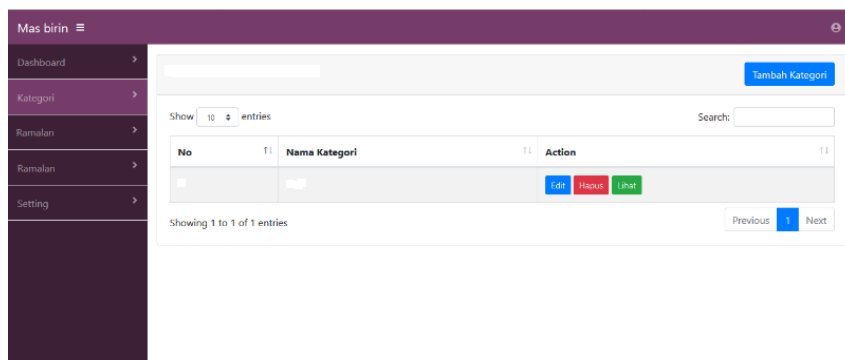 Mas birin
Dashboard
Kategori
Ramalan
Ramalan
Setting
Tambah Kategori
Show 10 entries
Search:
No Nama Kategori Action
Edit Hapus Lihat
Showing 1 to 1 of 1 entries
Previous 1 Next